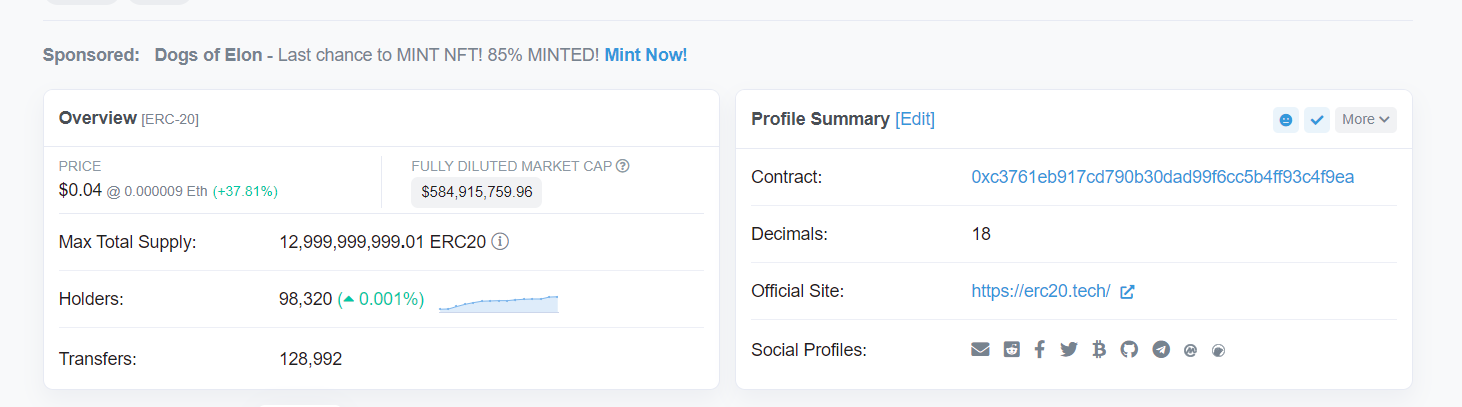 Sponsored: Dogs of Elon - Last chance to MINT NFT! 85% MINTED! Mint Now!
Overview [ERC-20]
PRICE
$0.04 @ 0.000009 Eth (+37.81%)
FULLY DILUTED MARKET CAP
$584,915,759.96
Max Total Supply: 12,999,999,999.01 ERC20
Holders: 98,320 (0.001%)
Transfers: 128,992
Profile Summary [Edit]
More
Contract: 0xc3761eb917cd790b30dad99f6cc5b4ff93c4f9ea
Decimals: 18
Official Site: https://erc20.tech/
Social Profiles: